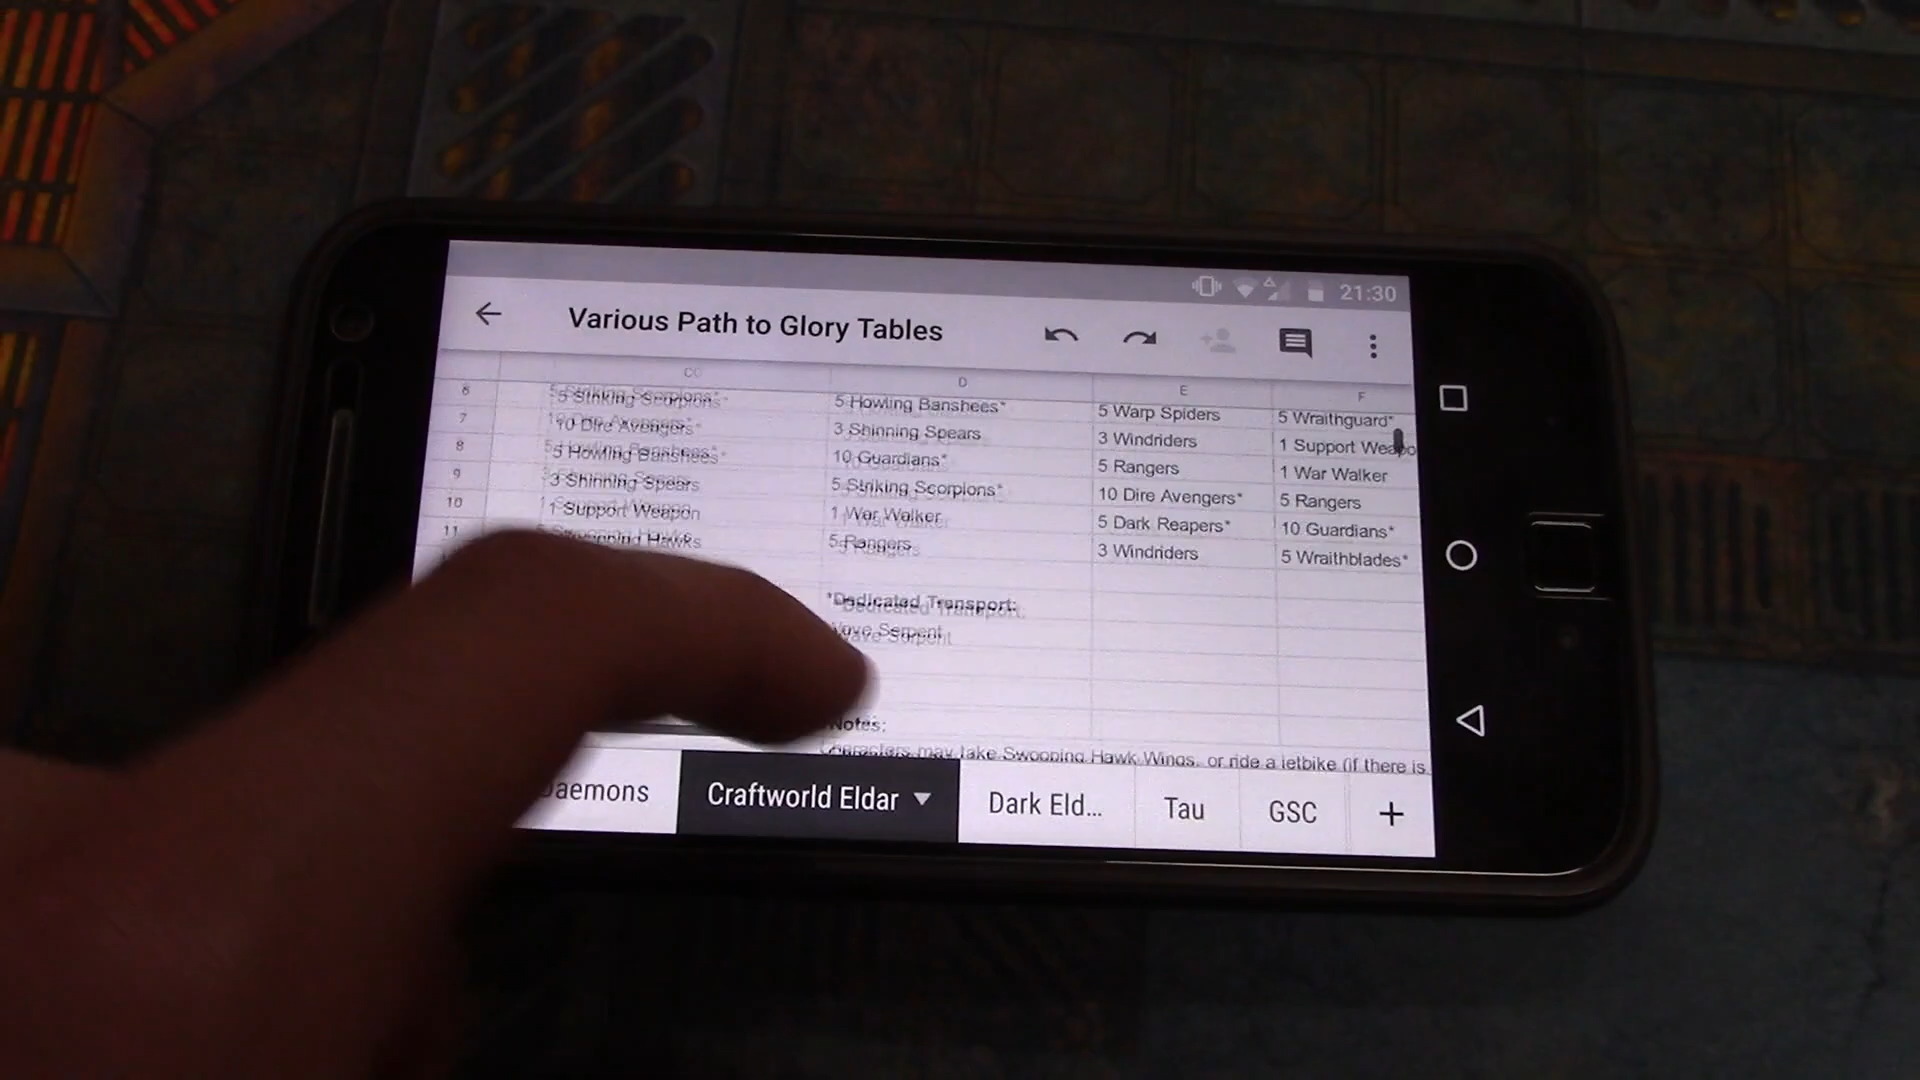 21:30
Various Path to Glory Tables
C D E F
6 5 Striking Scorpions* 5 Howling Banshees* 5 Warp Spiders 5 Wraithguard*
7 10 Dire Avengers* 3 Shinning Spears 3 Windriders 1 Support Weapo
8 5 Howling Banshees* 10 Guardians* 5 Rangers 1 War Walker
9 3 Shinning Spears 5 Striking Scorpions* 10 Dire Avengers* 5 Rangers
10 1 Support Weapon 1 War Walker 5 Dark Reapers* 10 Guardians*
11 5 Swooping Hawks 5 Rangers 3 Windriders 5 Wraithblades*
*Dedicated Transport:
Wave Serpent
Notes:
Characters may take Swooping Hawk Wings, or ride a jetbike (if there is
Daemons Craftworld Eldar Dark Eld... Tau GSC +